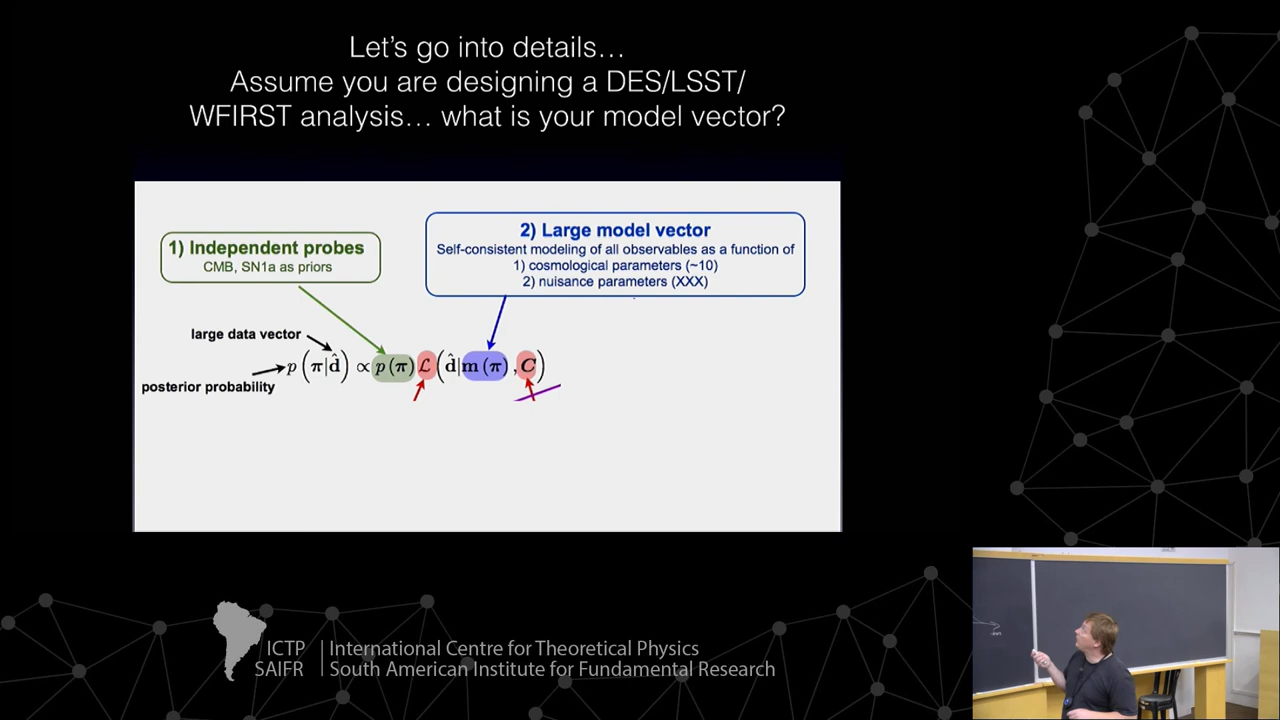 Let's go into details…
Assume you are designing a DES/LSST/
WFIRST analysis… what is your model vector?
1) Independent probes
CMB, SN1a as priors
2) Large model vector
Self-consistent modeling of all observables as a function of
1) cosmological parameters (~10)
2) nuisance parameters (XXX)
large data vector
p(π|d̂) ∝ p(π) ℒ(d̂|m(π), C)
posterior probability
ICTP
SAIFR
International Centre for Theoretical Physics
South American Institute for Fundamental Research